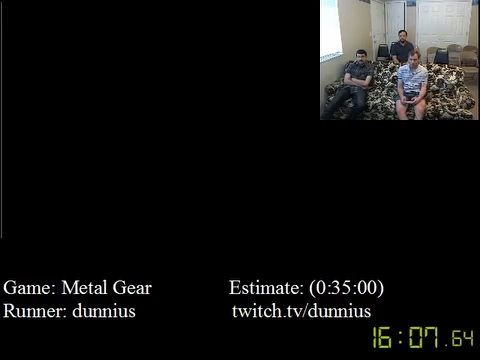 Game: Metal Gear Estimate: (0:35:00)
Runner: dunnius twitch.tv/dunnius
16:07.64